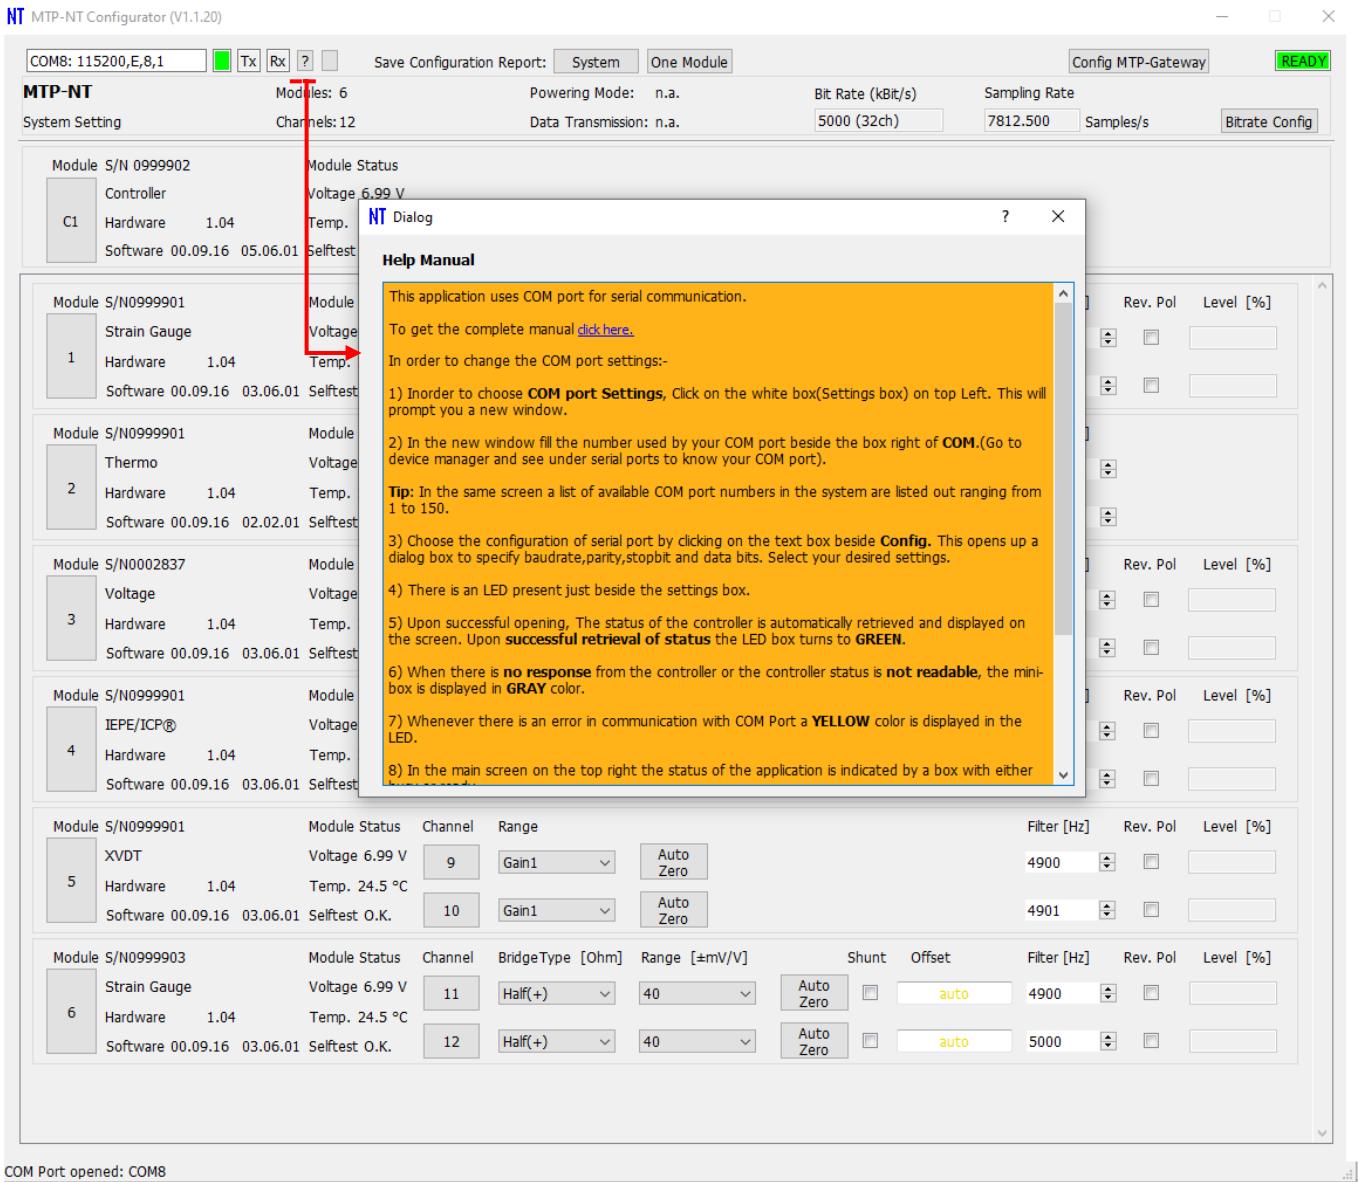 NT MTP-NT Configurator (V1.1.20)
COM8: 115200,E,8,1 Tx Rx ? Save Configuration Report: System One Module Config MTP-Gateway READY
MTP-NT Modules: 6 Powering Mode: n.a. Bit Rate (kBit/s) Sampling Rate
System Setting Channels: 12 Data Transmission: n.a. 5000 (32ch) 7812.500 Samples/s Bitrate Config
Module S/N 0999902 Module Status
Controller Voltage 6.99 V
C1 Hardware 1.04 Temp.
Software 00.09.16 05.06.01 Selftest
NT Dialog ?
Help Manual
This application uses COM port for serial communication.
To get the complete manual click here.
In order to change the COM port settings:-
1) Inorder to choose COM port Settings, Click on the white box(Settings box) on top Left. This will
prompt you a new window.
2) In the new window fill the number used by your COM port beside the box right of COM.(Go to
device manager and see under serial ports to know your COM port).
Tip: In the same screen a list of available COM port numbers in the system are listed out ranging from
1 to 150.
3) Choose the configuration of serial port by clicking on the text box beside Config. This opens up a
dialog box to specify baudrate,parity,stopbit and data bits. Select your desired settings.
4) There is an LED present just beside the settings box.
5) Upon successful opening, The status of the controller is automatically retrieved and displayed on
the screen. Upon successful retrieval of status the LED box turns to GREEN.
6) When there is no response from the controller or the controller status is not readable, the mini-
box is displayed in GRAY color.
7) Whenever there is an error in communication with COM Port a YELLOW color is displayed in the
LED.
8) In the main screen on the top right the status of the application is indicated by a box with either
Module S/N0999901 Module ] Rev. Pol Level [%]
Strain Gauge Voltage
1 Hardware 1.04 Temp.
Software 00.09.16 03.06.01 Selftest
Module S/N0999901 Module ]
Thermo Voltage
2 Hardware 1.04 Temp.
Software 00.09.16 02.02.01 Selftest
Module S/N0002837 Module ] Rev. Pol Level [%]
Voltage Voltage
3 Hardware 1.04 Temp.
Software 00.09.16 03.06.01 Selftest
Module S/N0999901 Module ] Rev. Pol Level [%]
IEPE/ICP® Voltage
4 Hardware 1.04 Temp.
Software 00.09.16 03.06.01 Selftest
Module S/N0999901 Module Status Channel Range Filter [Hz] Rev. Pol Level [%]
XVDT Voltage 6.99 V 9 Gain1 Auto Zero 4900
5 Hardware 1.04 Temp. 24.5 °C
Software 00.09.16 03.06.01 Selftest O.K. 10 Gain1 Auto Zero 4901
Module S/N0999903 Module Status Channel BridgeType [Ohm] Range [±mV/V] Shunt Offset Filter [Hz] Rev. Pol Level [%]
Strain Gauge Voltage 6.99 V 11 Half(+) 40 Auto Zero auto 4900
6 Hardware 1.04 Temp. 24.5 °C
Software 00.09.16 03.06.01 Selftest O.K. 12 Half(+) 40 Auto Zero auto 5000
COM Port opened: COM8